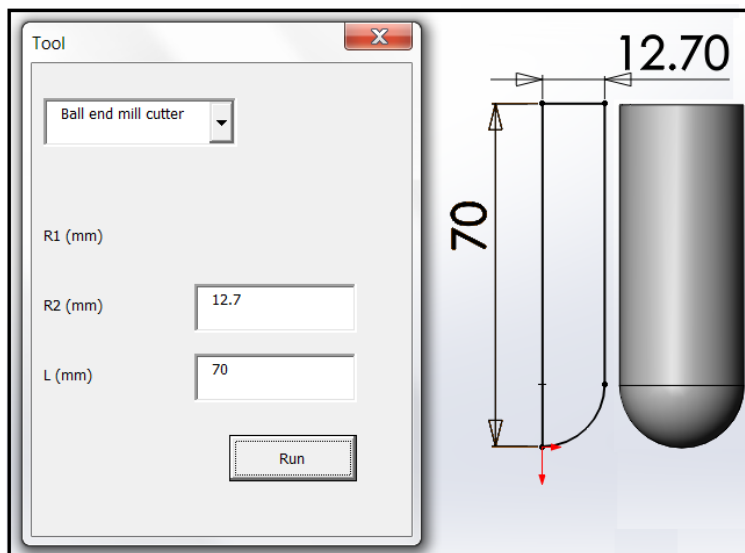 Tool
X
Ball end mill cutter
R1 (mm)
R2 (mm)
12.7
L (mm)
70
Run
12.70
70